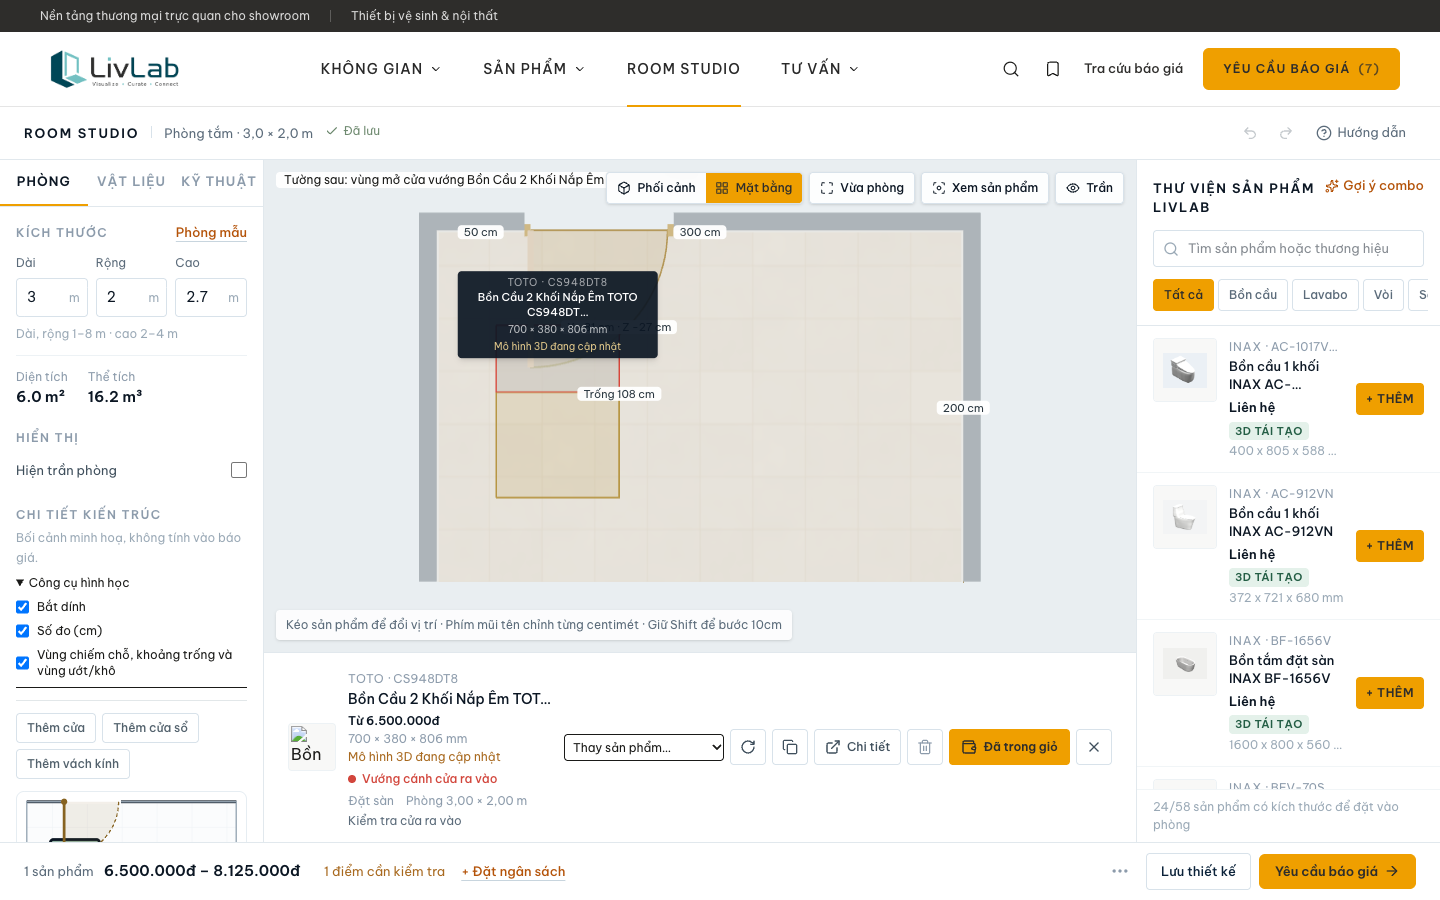 Nền tảng thương mại trực quan cho showroom
Thiết bị vệ sinh & nội thất
LivLab
Visualize · Curate · Connect
KHÔNG GIAN
SẢN PHẨM
ROOM STUDIO
TƯ VẤN
Tra cứu báo giá
YÊU CẦU BÁO GIÁ (7)
ROOM STUDIO
Phòng tắm · 3,0 × 2,0 m
Đã lưu
Hướng dẫn
PHÒNG
VẬT LIỆU
KỸ THUẬT
KÍCH THƯỚC
Phòng mẫu
Dài
Rộng
Cao
3 m
2 m
2.7 m
Dài, rộng 1–8 m · cao 2–4 m
Diện tích
Thể tích
6.0 m²
16.2 m³
HIỂN THỊ
Hiện trần phòng
CHI TIẾT KIẾN TRÚC
Bối cảnh minh hoạ, không tính vào báo
giá.
Công cụ hình học
Bắt dính
Số đo (cm)
Vùng chiếm chỗ, khoảng trống và
vùng ướt/khô
Thêm cửa
Thêm cửa sổ
Thêm vách kính
Tường sau: vùng mở cửa vướng Bồn Cầu 2 Khối Nắp Êm
Phối cảnh
Mặt bằng
Vừa phòng
Xem sản phẩm
Trần
50 cm
300 cm
TOTO · CS948DT8
Bồn Cầu 2 Khối Nắp Êm TOTO
CS948DT...
700 × 380 × 806 mm
Mô hình 3D đang cập nhật
27 cm
Trống 108 cm
200 cm
Kéo sản phẩm để đổi vị trí · Phím mũi tên chỉnh từng centimét · Giữ Shift để bước 10cm
Bồn
TOTO · CS948DT8
Bồn Cầu 2 Khối Nắp Êm TOT...
Từ 6.500.000đ
700 × 380 × 806 mm
Mô hình 3D đang cập nhật
Vướng cánh cửa ra vào
Đặt sàn Phòng 3,00 × 2,00 m
Kiểm tra cửa ra vào
Thay sản phẩm...
Chi tiết
Đã trong giỏ
THƯ VIỆN SẢN PHẨM
LIVLAB
Gợi ý combo
Tìm sản phẩm hoặc thương hiệu
Tất cả
Bồn cầu
Lavabo
Vòi
INAX · AC-1017V...
Bồn cầu 1 khối
INAX AC-...
Liên hệ
3D TÁI TẠO
400 x 805 x 588 ...
+ THÊM
INAX · AC-912VN
Bồn cầu 1 khối
INAX AC-912VN
Liên hệ
3D TÁI TẠO
372 x 721 x 680 mm
+ THÊM
INAX · BF-1656V
Bồn tắm đặt sàn
INAX BF-1656V
Liên hệ
3D TÁI TẠO
1600 x 800 x 560 ...
+ THÊM
INAX · BFV-70S
24/58 sản phẩm có kích thước để đặt vào
phòng
1 sản phẩm
6.500.000đ – 8.125.000đ
1 điểm cần kiểm tra
+ Đặt ngân sách
Lưu thiết kế
Yêu cầu báo giá